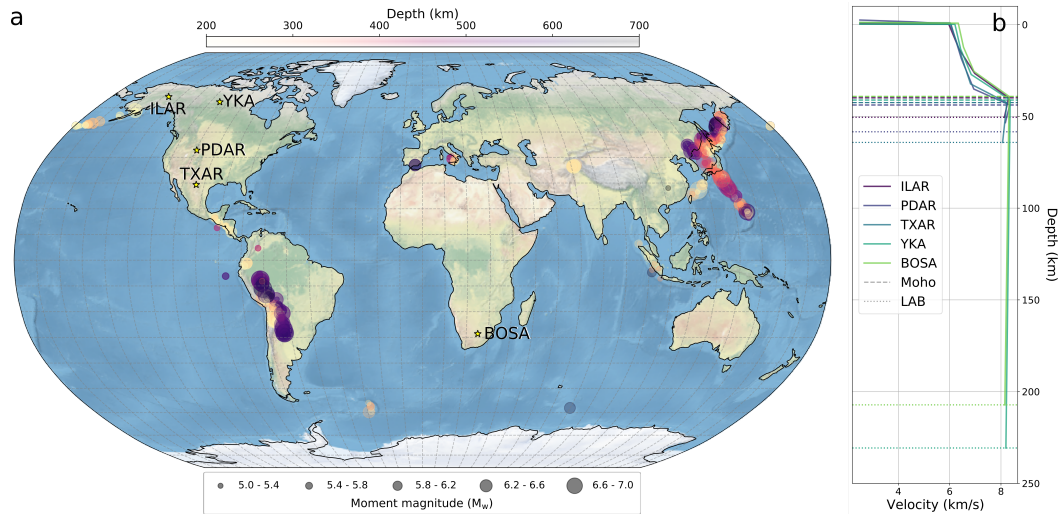 a
Depth (km)
200 300 400 500 600 700
ILAR
YKA
PDAR
TXAR
BOSA
5.0 - 5.4 5.4 - 5.8 5.8 - 6.2 6.2 - 6.6 6.6 - 7.0
Moment magnitude (Mw)
b
0
50
100
150
200
250
Depth (km)
ILAR
PDAR
TXAR
YKA
BOSA
Moho
LAB
4 6 8
Velocity (km/s)